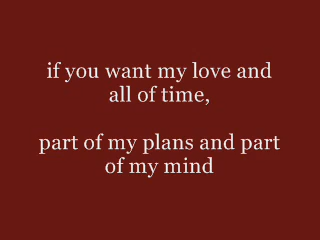 if you want my love and
all of time,
part of my plans and part
of my mind